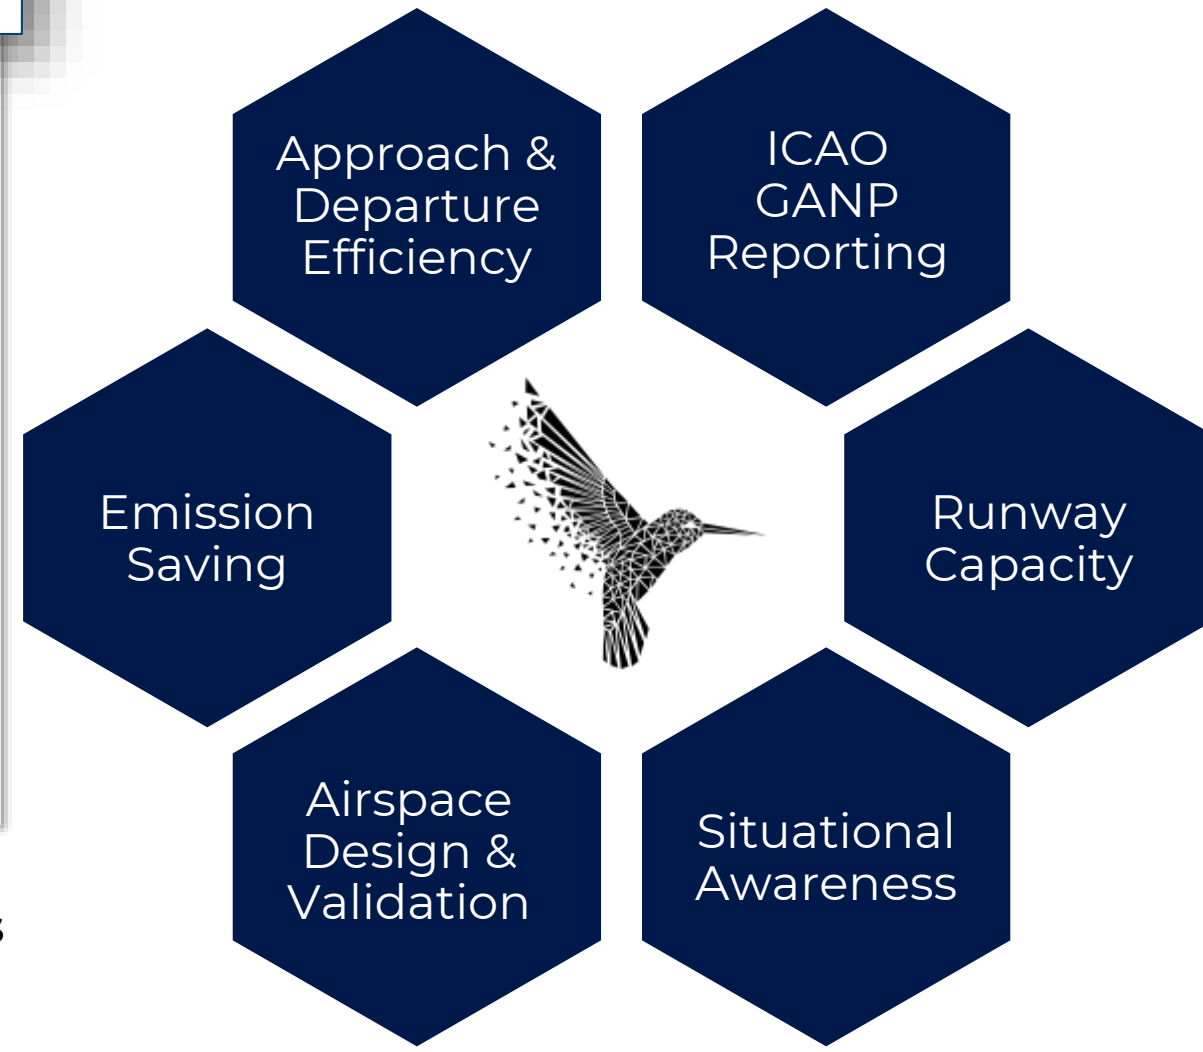 Approach &
Departure
Efficiency
ICAO
GANP
Reporting
Emission
Saving
Runway
Capacity
Airspace
Design &
Validation
Situational
Awareness
s